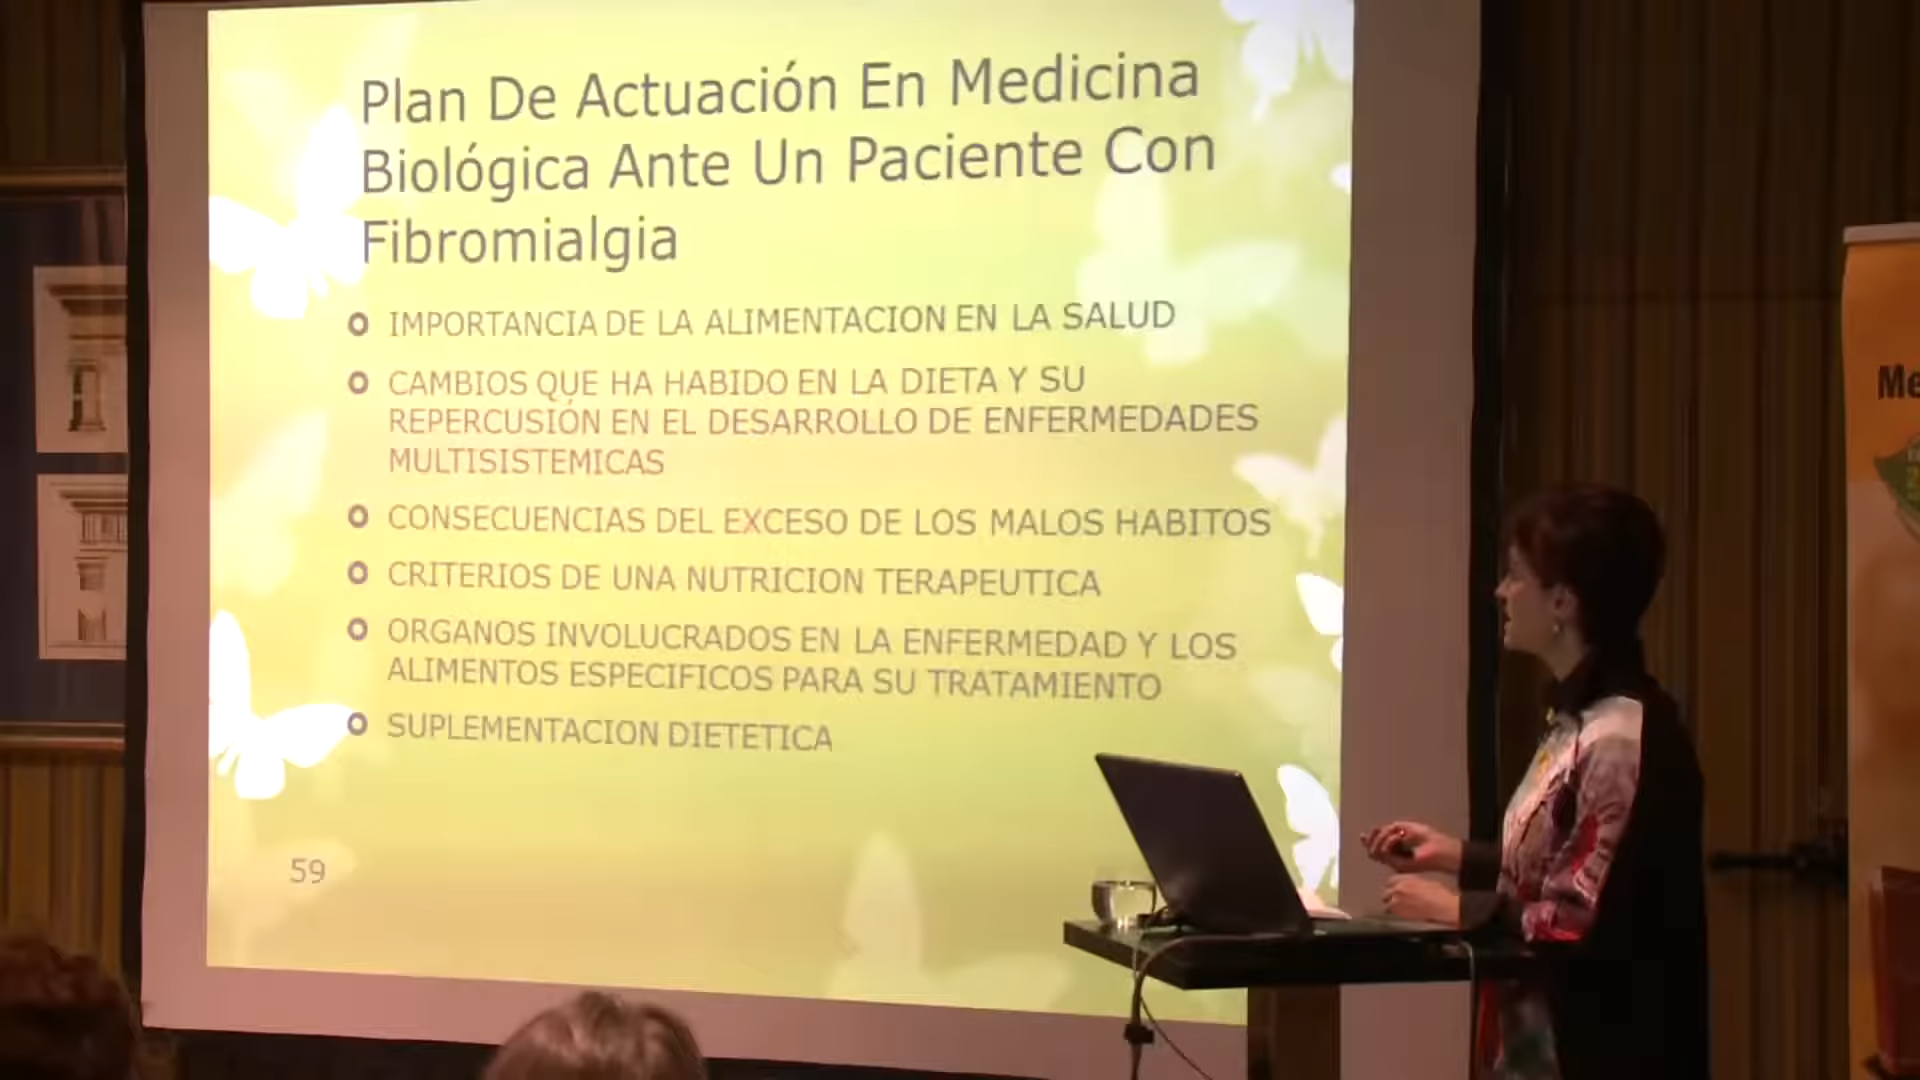 Plan De Actuación En Medicina
Biológica Ante Un Paciente Con
Fibromialgia
IMPORTANCIA DE LA ALIMENTACION EN LA SALUD
CAMBIOS QUE HA HABIDO EN LA DIETA Y SU
REPERCUSIÓN EN EL DESARROLLO DE ENFERMEDADES
MULTISISTEMICAS
CONSECUENCIAS DEL EXCESO DE LOS MALOS HABITOS
CRITERIOS DE UNA NUTRICION TERAPEUTICA
ORGANOS INVOLUCRADOS EN LA ENFERMEDAD Y LOS
ALIMENTOS ESPECIFICOS PARA SU TRATAMIENTO
SUPLEMENTACION DIETETICA
59
Me